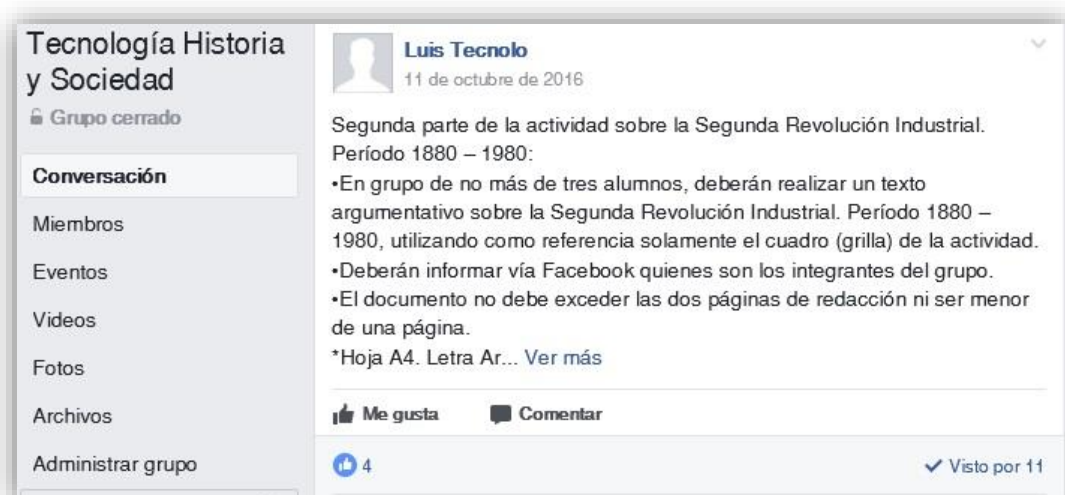 Tecnología Historia
y Sociedad
Grupo cerrado
Conversación
Miembros
Eventos
Videos
Fotos
Archivos
Administrar grupo
Luis Tecnolo
11 de octubre de 2016
Segunda parte de la actividad sobre la Segunda Revolución Industrial.
Período 1880 – 1980:
•En grupo de no más de tres alumnos, deberán realizar un texto
argumentativo sobre la Segunda Revolución Industrial. Período 1880 –
1980, utilizando como referencia solamente el cuadro (grilla) de la actividad.
•Deberán informar vía Facebook quienes son los integrantes del grupo.
•El documento no debe exceder las dos páginas de redacción ni ser menor
de una página.
*Hoja A4. Letra Ar... Ver más
Me gusta Comentar
4 Visto por 11